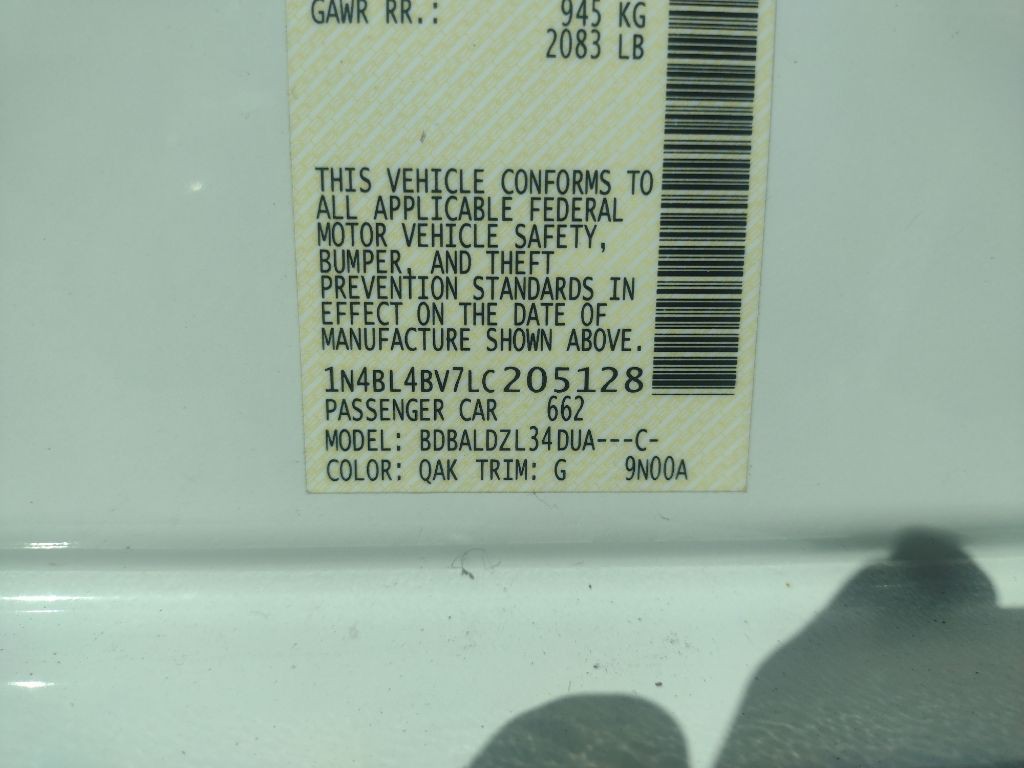 GAWR RR.: 945 KG
2083 LB
THIS VEHICLE CONFORMS TO
ALL APPLICABLE FEDERAL
MOTOR VEHICLE SAFETY,
BUMPER, AND THEFT
PREVENTION STANDARDS IN
EFFECT ON THE DATE OF
MANUFACTURE SHOWN ABOVE.
1N4BL4BV7LC205128
PASSENGER CAR 662
MODEL: BDBALDZL34DUA---C-
COLOR: QAK TRIM: G 9N00A